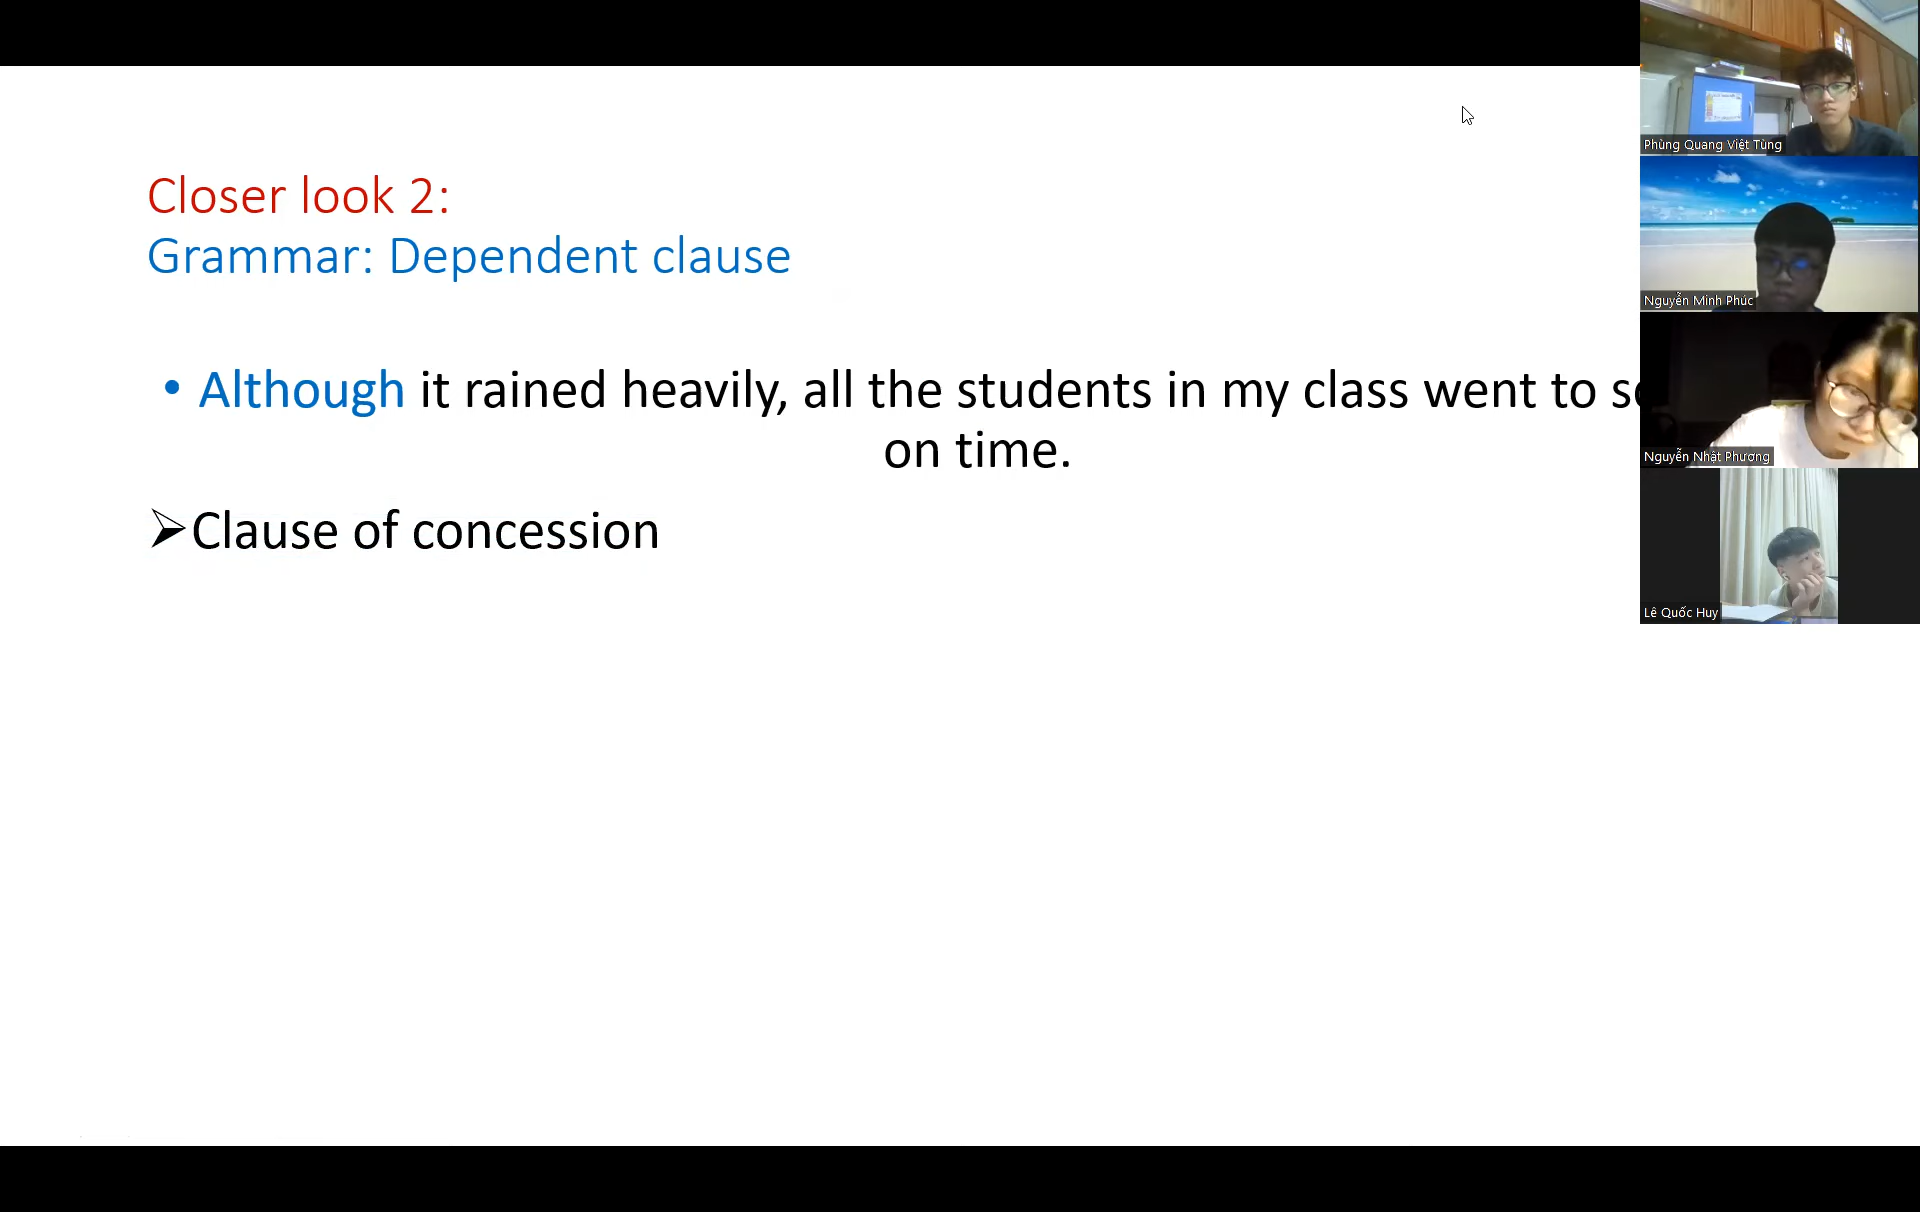 Closer look 2:
Grammar: Dependent clause
• Although it rained heavily, all the students in my class went to
on time.
➢Clause of concession
Phùng Quang Việt Tùng
Nguyễn Minh Phúc
Nguyễn Nhật Phương
Lê Quốc Huy